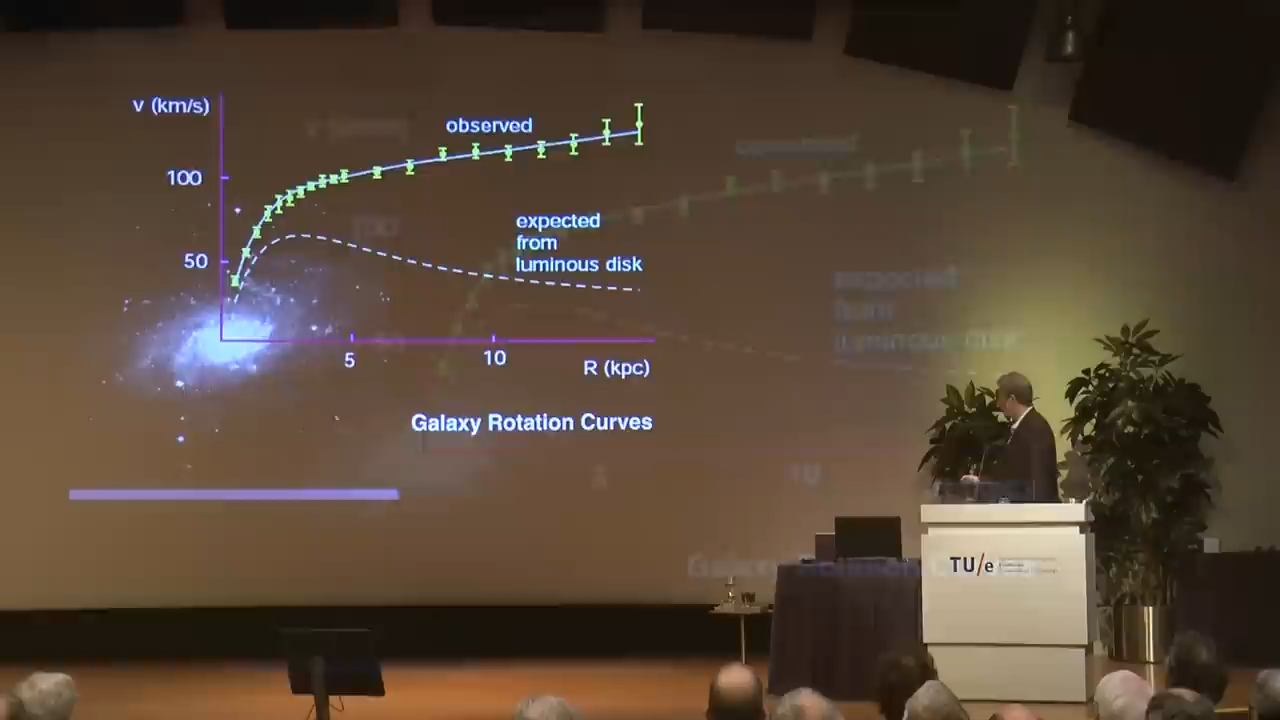 v (km/s)
observed
100
expected
from
luminous disk
50
5
10
R (kpc)
Galaxy Rotation Curves
TU/e